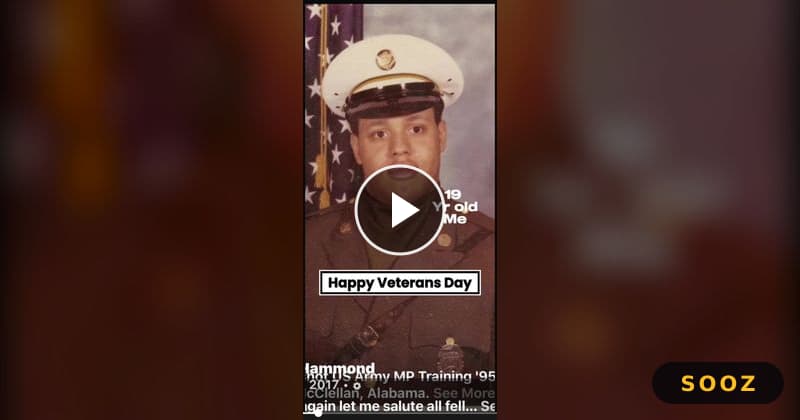 19
Yr old
Me
Happy Veterans Day
Hammond
US Army MP Training '95
2017 •
McClellan, Alabama. See More
again let me salute all fell... Se
SOOZ